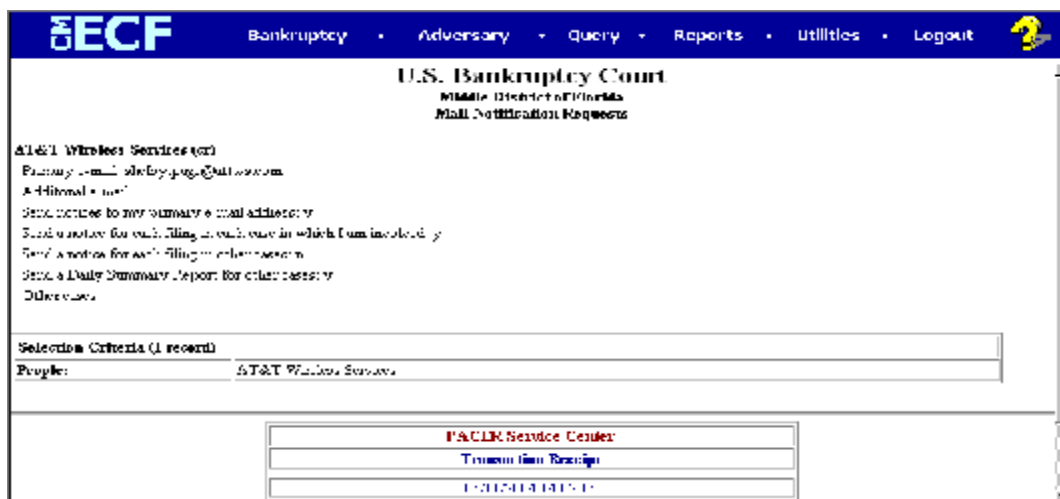 CM ECF Bankruptcy · Adversary · Query · Reports · Utilities · Logout ?
U.S. Bankruptcy Court
Middle District of Florida
Mail Notification Requests
AT&T Wireless Services (cr)
Primary e-mail:
Additional e-mail
Send notices to my primary e-mail address: y
Send a notice for each filing in each case in which I am involved: y
Send a notice for each filing in other cases: n
Send a Daily Summary Report for other cases: y
Other cases
Selection Criteria (1 record)
People: AT&T Wireless Services
PACER Service Center
Transaction Receipt